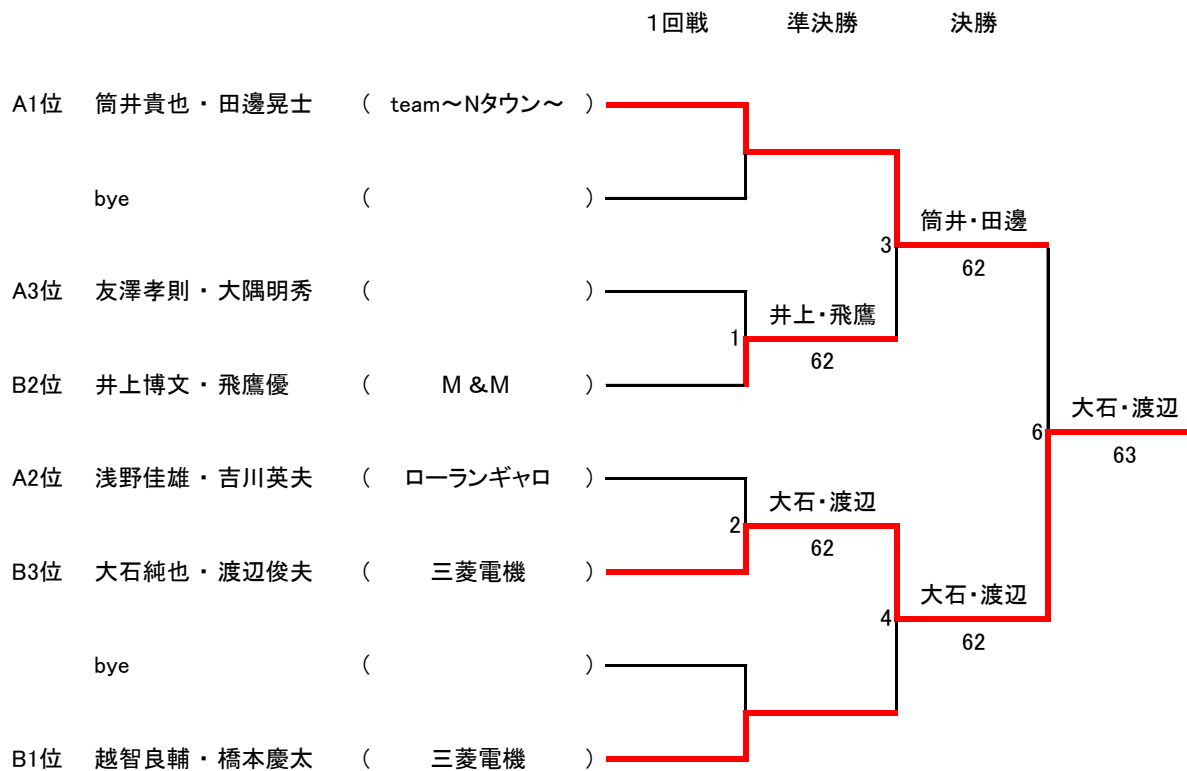 1回戦 準決勝 決勝
A1位 筒井貴也 ・ 田邊晃士 ( team～Nタウン～ )
bye ( )
筒井・田邊
3
62
A3位 友澤孝則 ・ 大隅明秀 ( )
井上・飛鷹
1
62
B2位 井上博文 ・ 飛鷹優 ( M &M )
大石・渡辺
6
63
A2位 浅野佳雄 ・ 吉川英夫 ( ローランギャロ )
大石・渡辺
2
62
B3位 大石純也 ・ 渡辺俊夫 ( 三菱電機 )
大石・渡辺
4
62
bye ( )
B1位 越智良輔 ・ 橋本慶太 ( 三菱電機 )